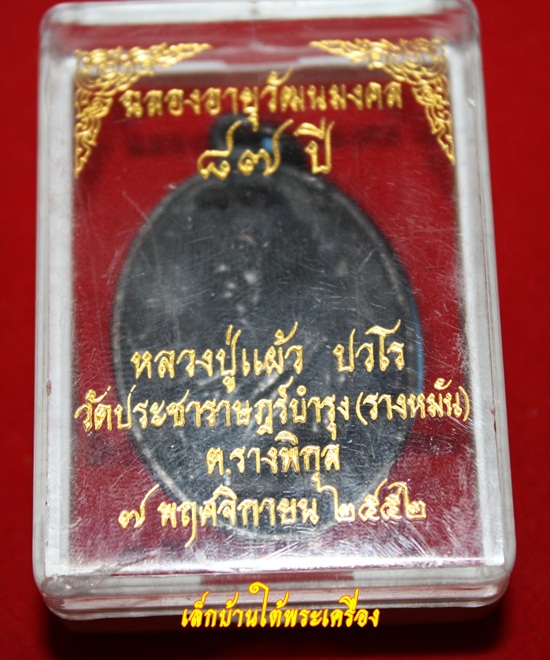 ฉลองอายุวัฒนมงคล
๘๗ ปี
หลวงปู่แผ้ว ปวโร
วัดประชาราษฎร์บำรุง (รางหมัน)
ต.รางพิกุล
๗ พฤศจิกายน ๒๕๕๒
เล็กบ้านใต้พระเครื่อง